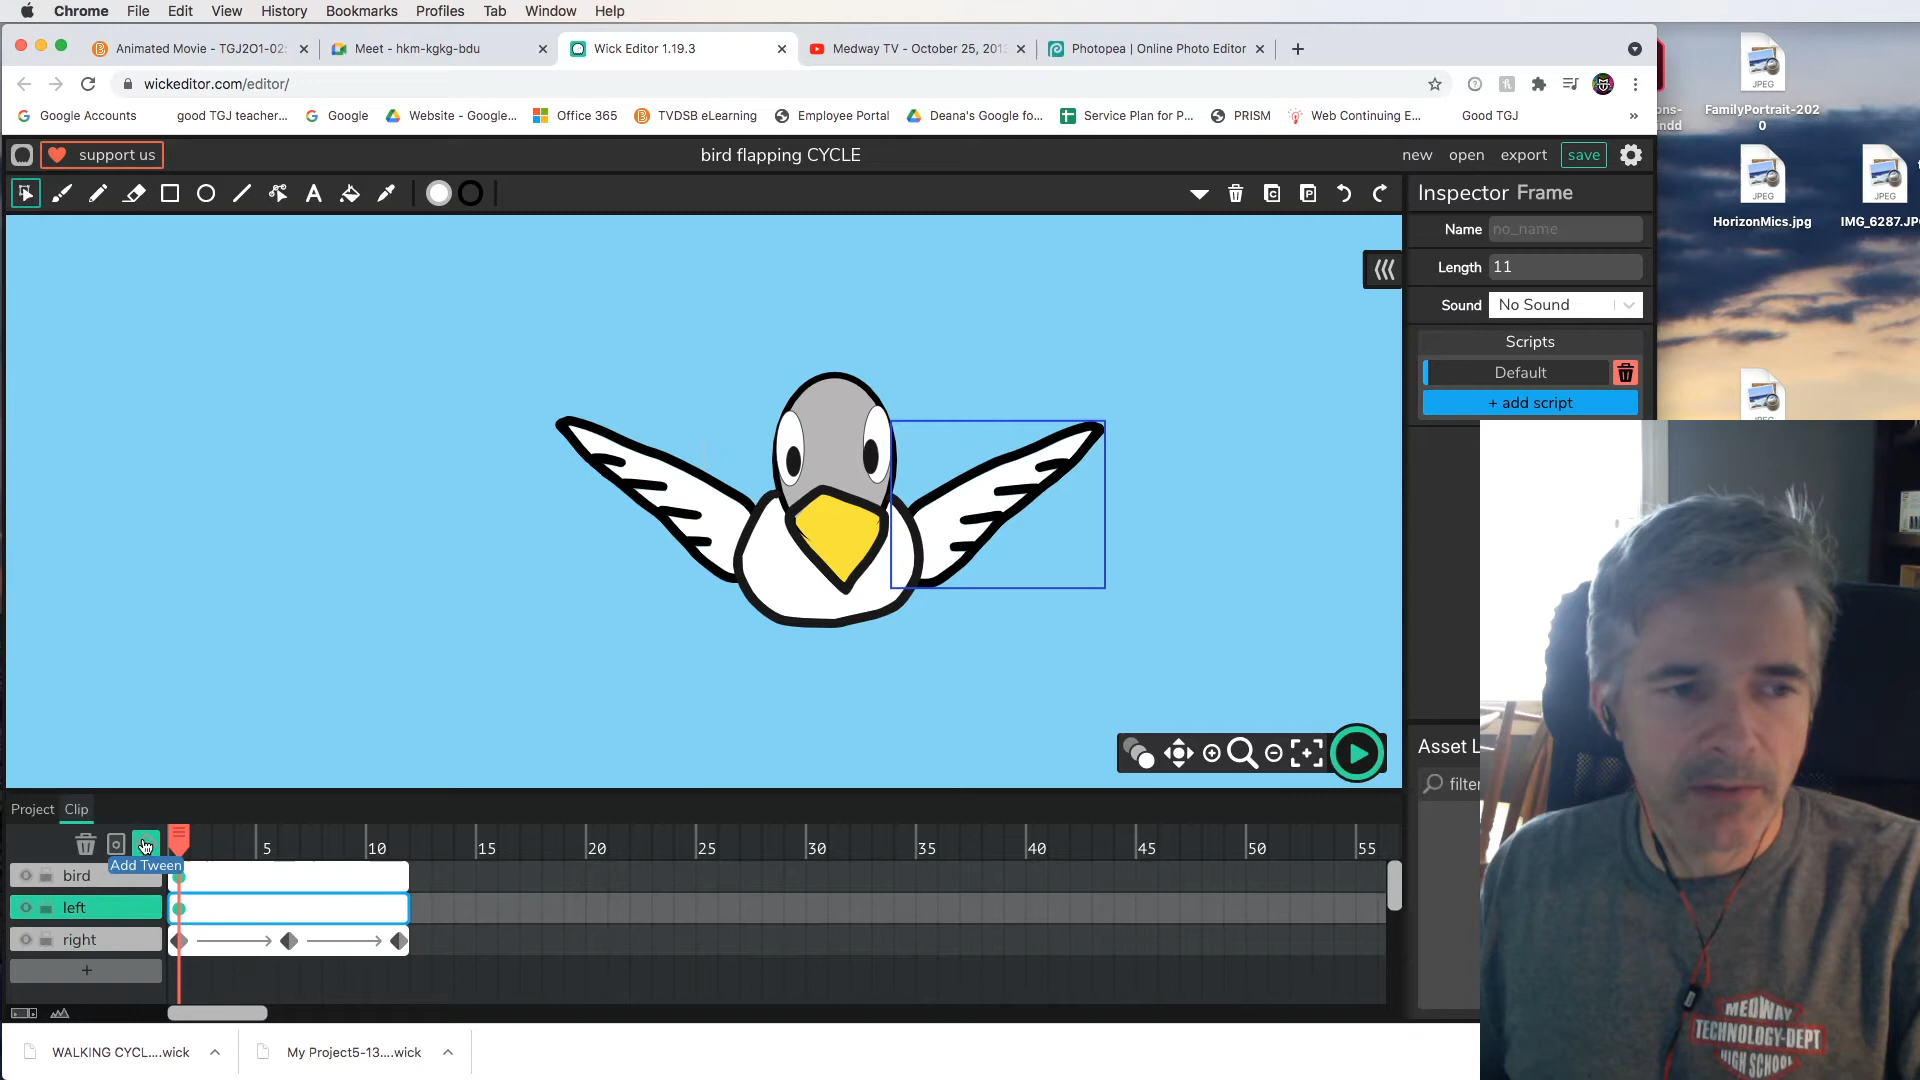 Chrome File Edit View History Bookmarks Profiles Tab Window Help
Animated Movie - TGJ2O1-02:
Meet - hkm-kgkg-bdu
Wick Editor 1.19.3
Medway TV - October 25, 201
Photopea | Online Photo Editor
wickeditor.com/editor/
Google Accounts
good TGJ teacher...
Google
Website - Google...
Office 365
TVDSB eLearning
Employee Portal
Deana's Google fo...
Service Plan for P...
PRISM
Web Continuing E...
Good TGJ
»
support us
bird flapping CYCLE
new open export save
Inspector Frame
Name no_name
Length 11
Sound No Sound
Scripts
Default
+ add script
Asset L
filter
Project Clip
5 10 15 20 25 30 35 40 45 50 55
Add Tween
bird
left
right
+
WALKING CYCL....wick
My Project5-13....wick
JPEG
FamilyPortrait-202
0
ons-
indd
JPEG
HorizonMics.jpg
JPEG
IMG_6287.JP
JPEG
MEDWAY
TECHNOLOGY-DEPT
HIGH SCHOOL